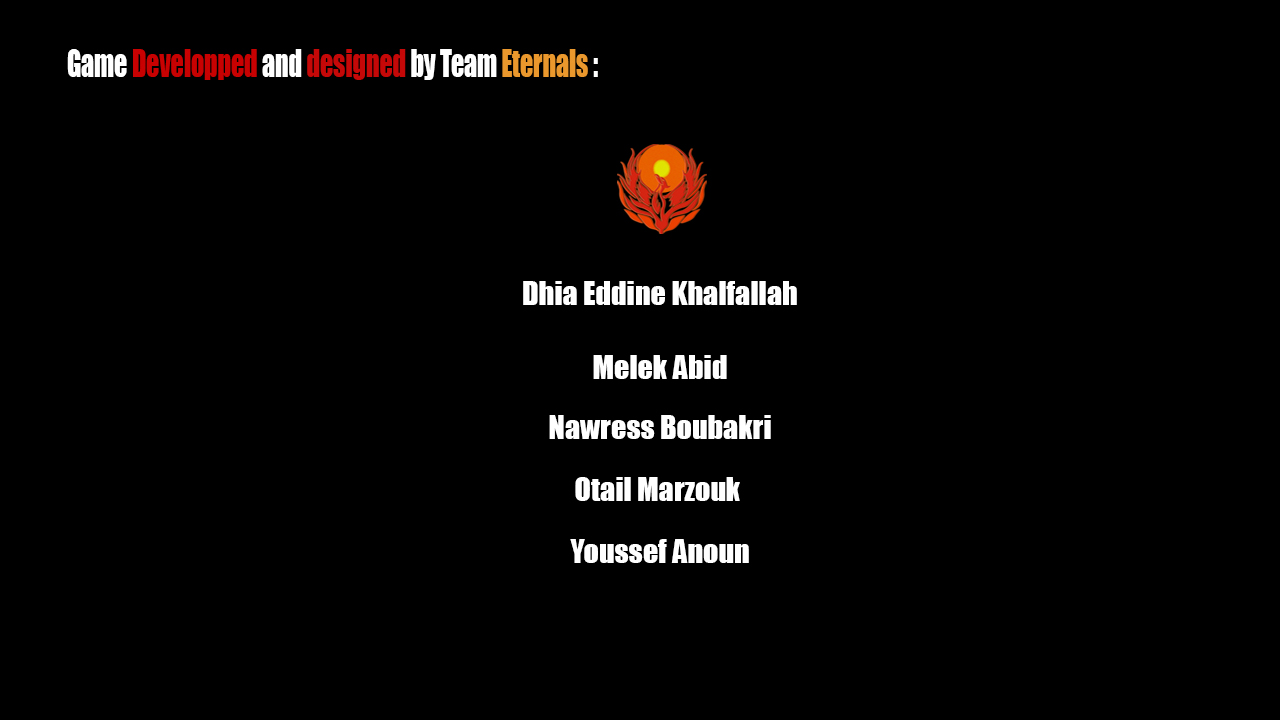 Game Developped and designed by Team Eternals :
Dhia Eddine Khalfallah
Melek Abid
Nawress Boubakri
Otail Marzouk
Youssef Anoun